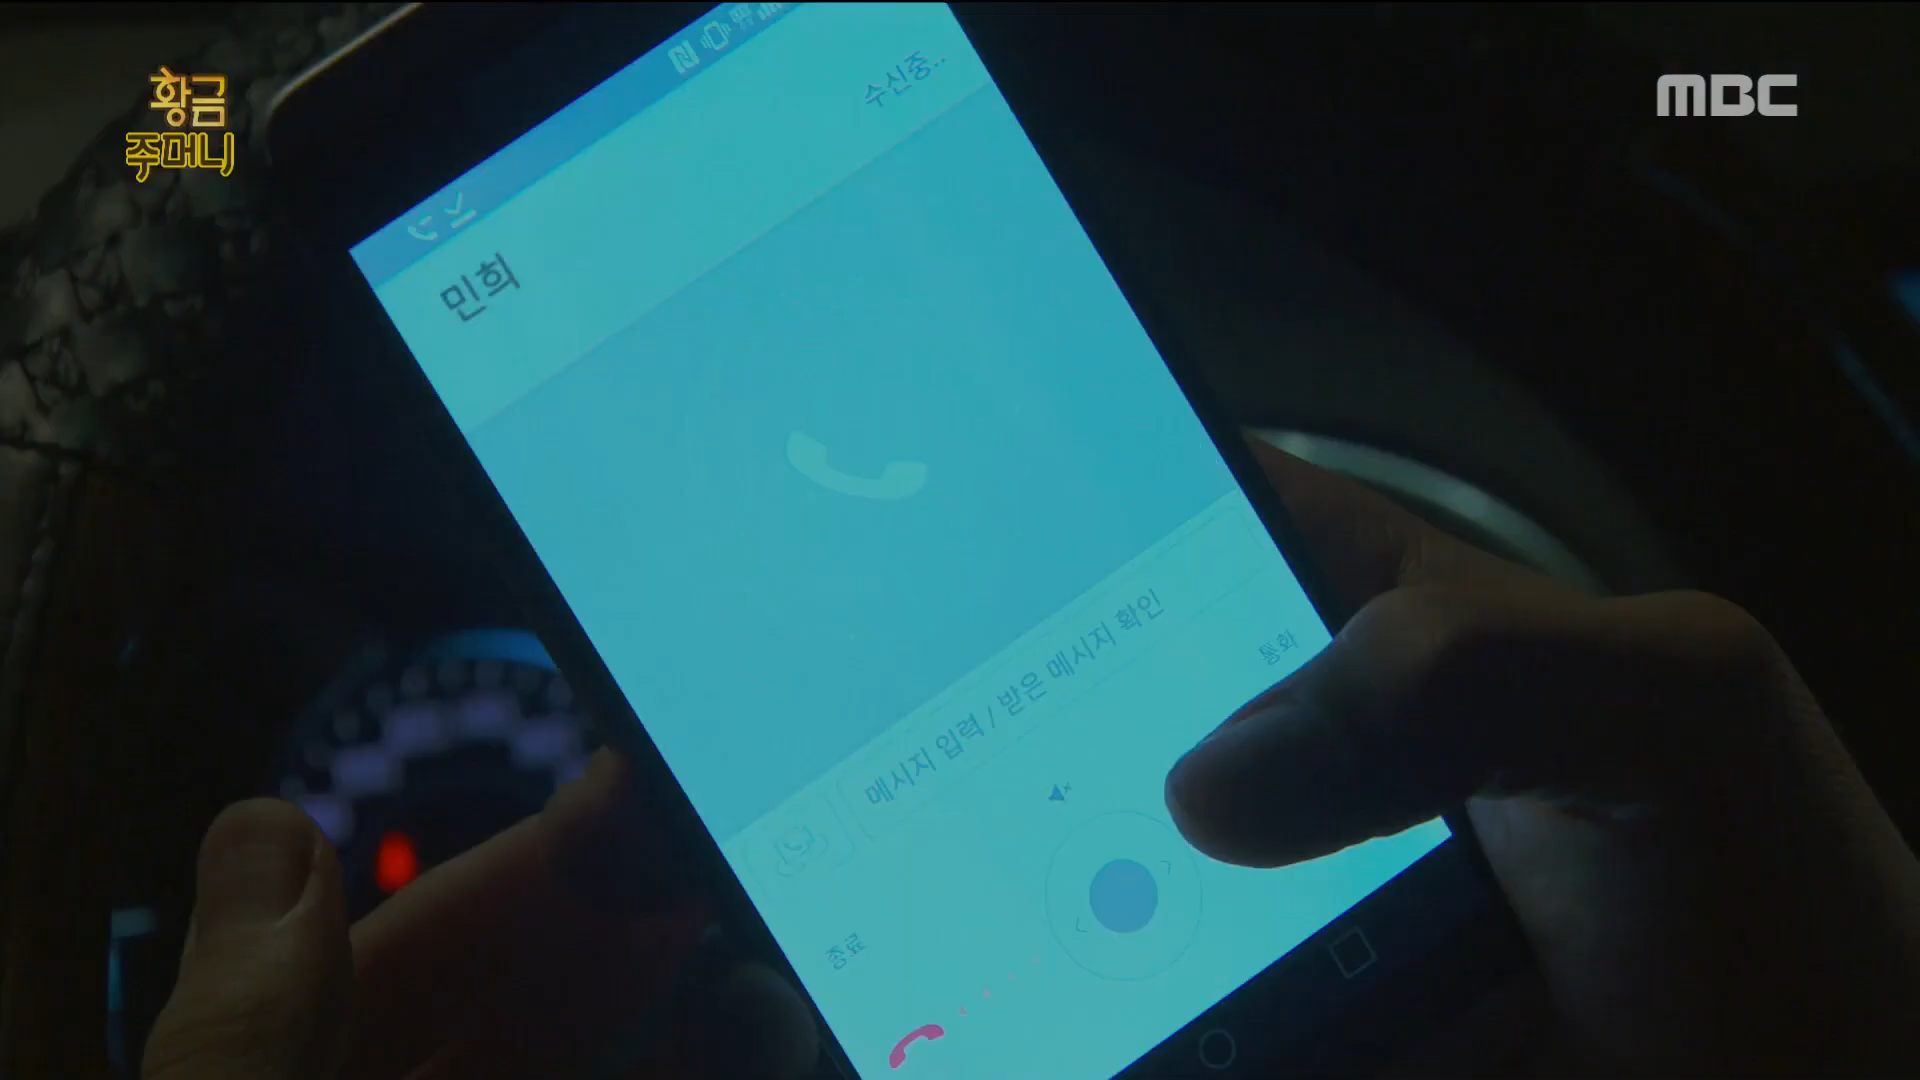 황금
주머니
MBC
수신중..
민희
메시지 입력 / 받은 메시지 확인
통화
종료